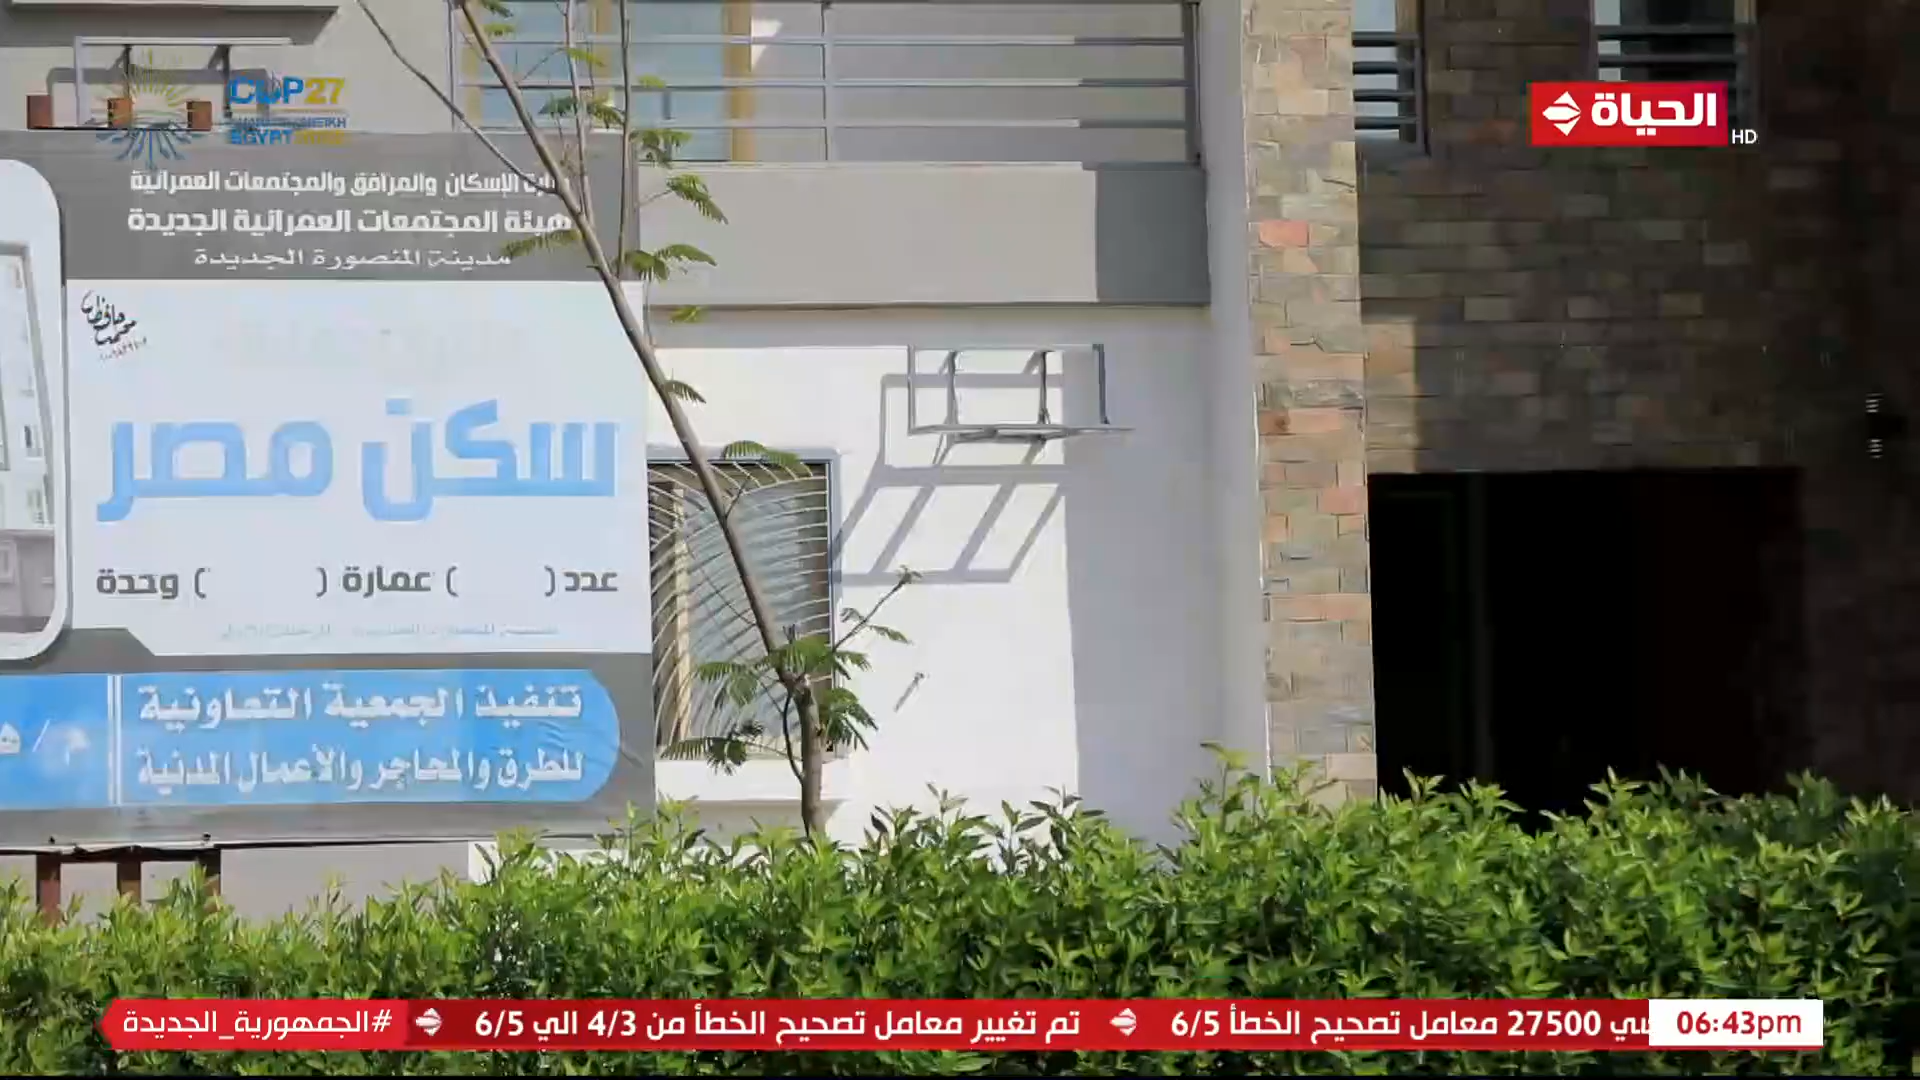 CUP27
EGYPT
الحياة
HD
الإسكان والمرافق والمجتمعات العمرانية
هيئة المجتمعات العمرانية الجديدة
مدينة المنصورة الجديدة
سكن مصر
عدد ( ) عمارة ( ) وحدة
تنفيذ الجمعية التعاونية
للطرق والمحاجر والأعمال المدنية
م / ه
27500 معامل تصحيح الخطأ 6/5
تم تغيير معامل تصحيح الخطأ من 4/3 الي 6/5
#الجمهورية_الجديدة
06:43pm